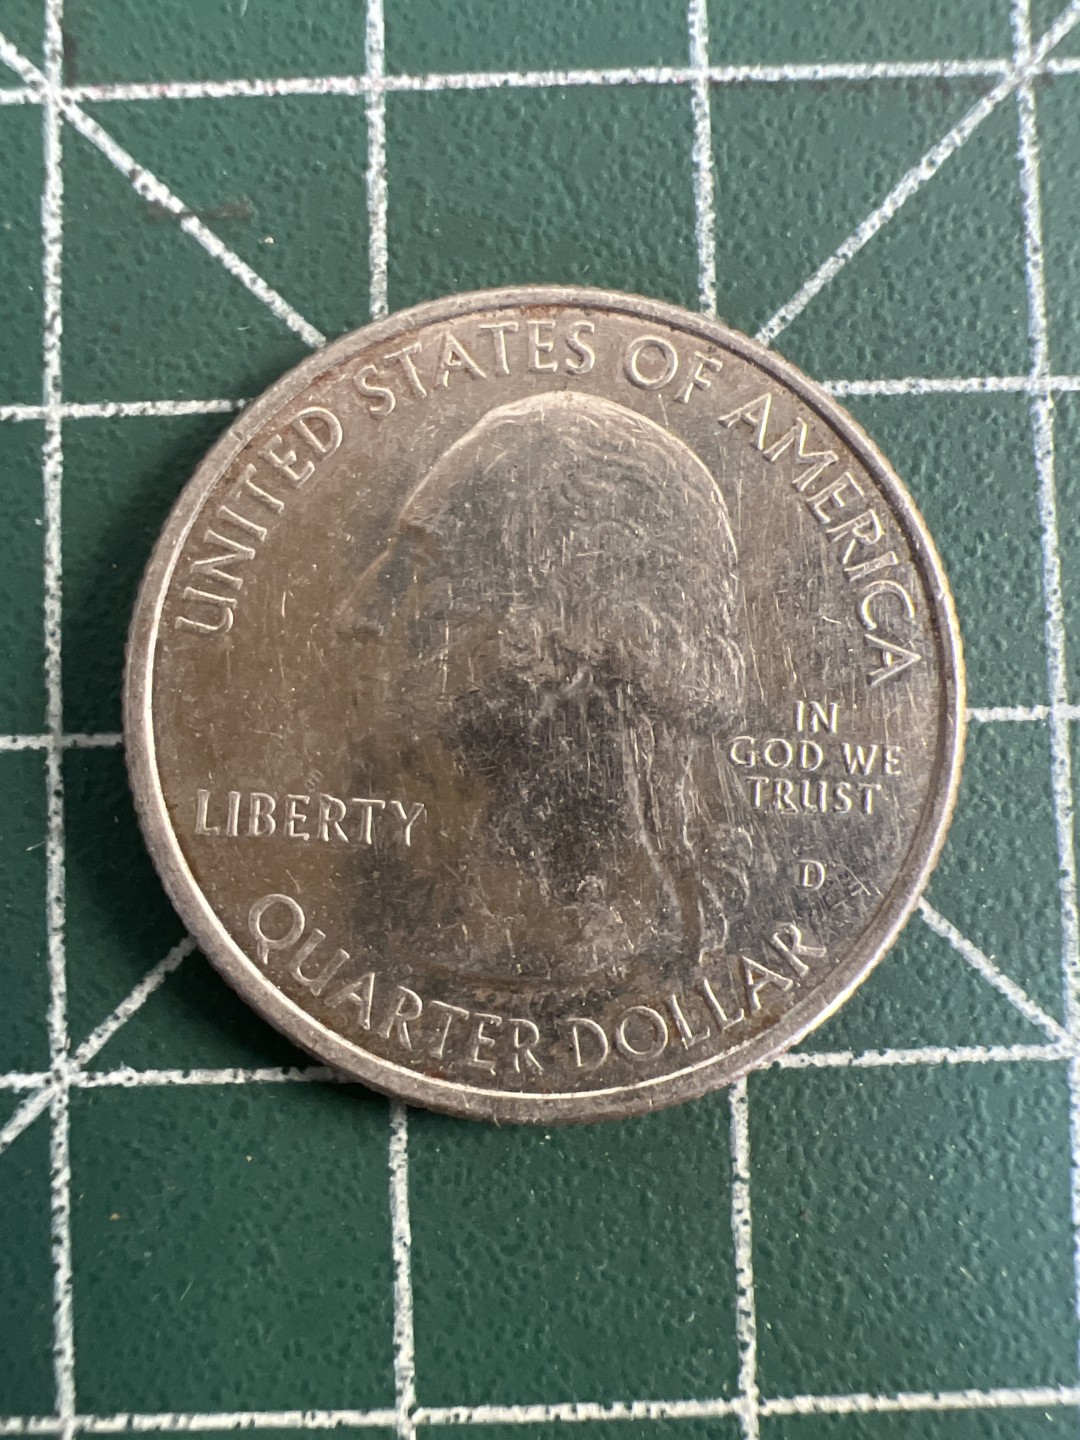 UNITED STATES OF AMERICA
LIBERTY
IN
GOD WE
TRUST
D
QUARTER DOLLAR